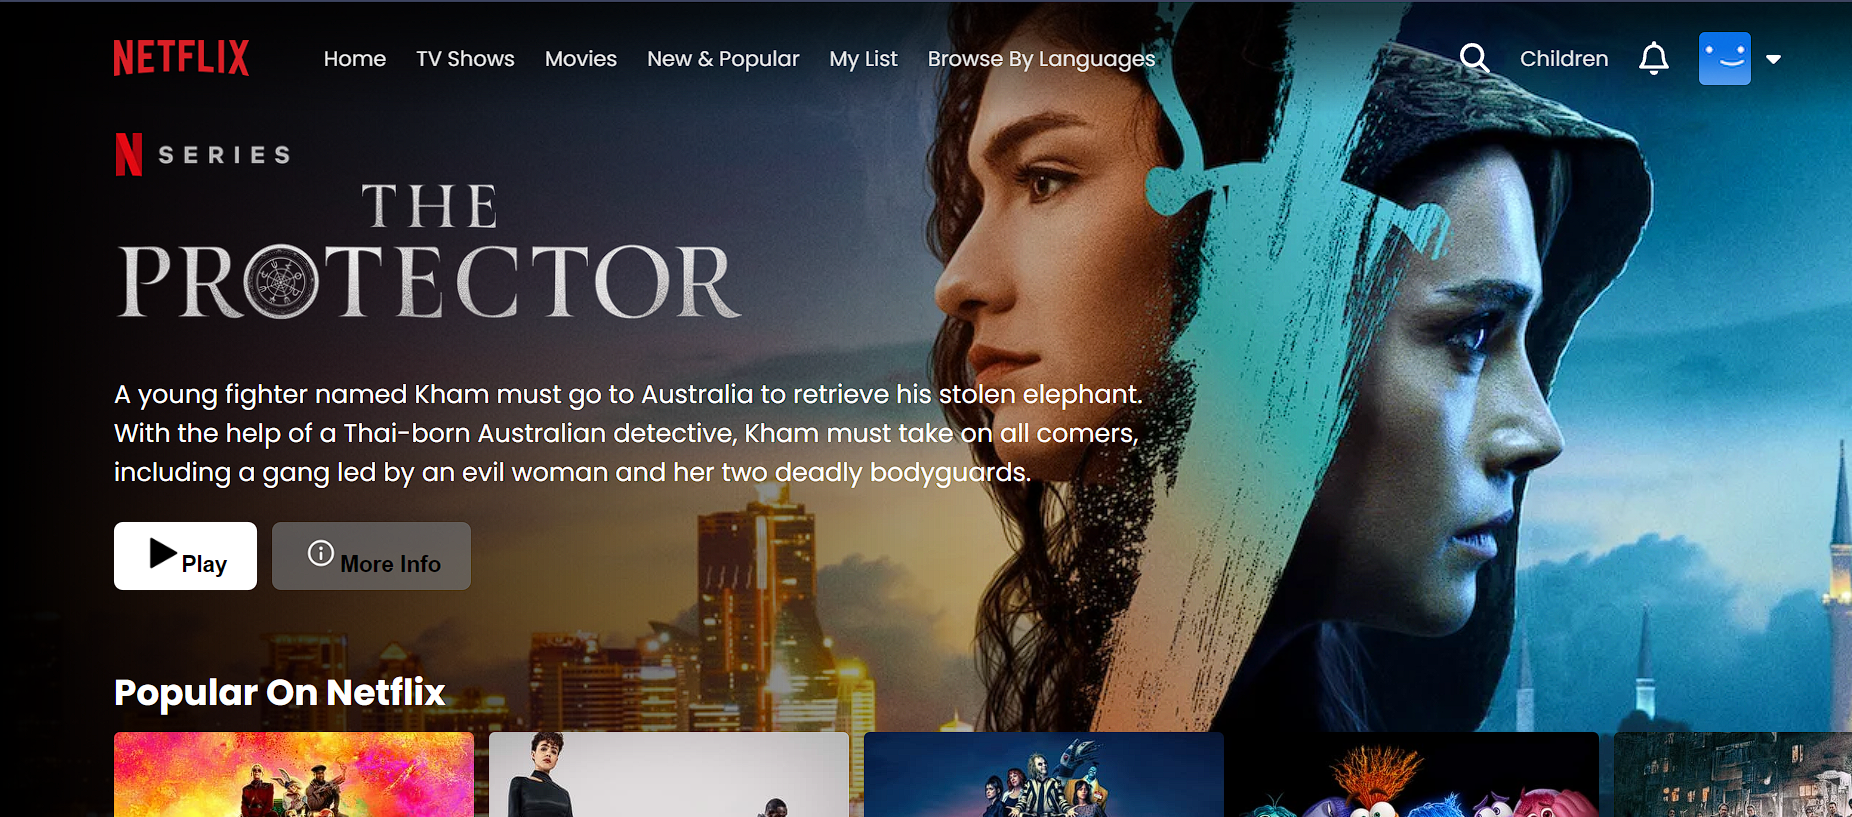 NETFLIX
Home TV Shows Movies New & Popular My List Browse By Languages
Children
N SERIES
THE
PROTECTOR
A young fighter named Kham must go to Australia to retrieve his stolen elephant.
With the help of a Thai-born Australian detective, Kham must take on all comers,
including a gang led by an evil woman and her two deadly bodyguards.
Play
More Info
Popular On Netflix